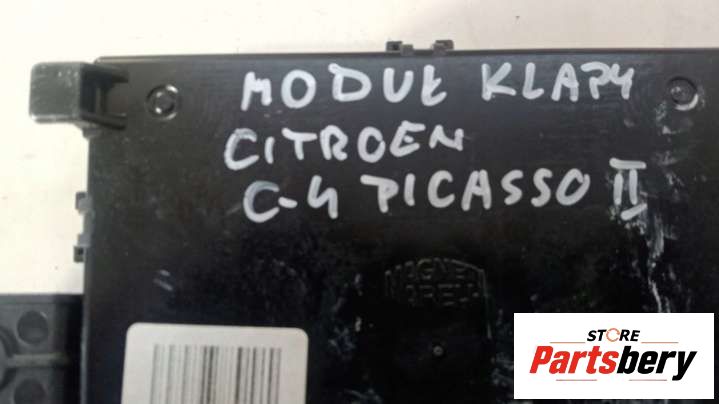 MODUŁ KLAPY
CITROEN
C-4 PICASSO II
MAGNETI
MARELLI
STORE
Partsbery